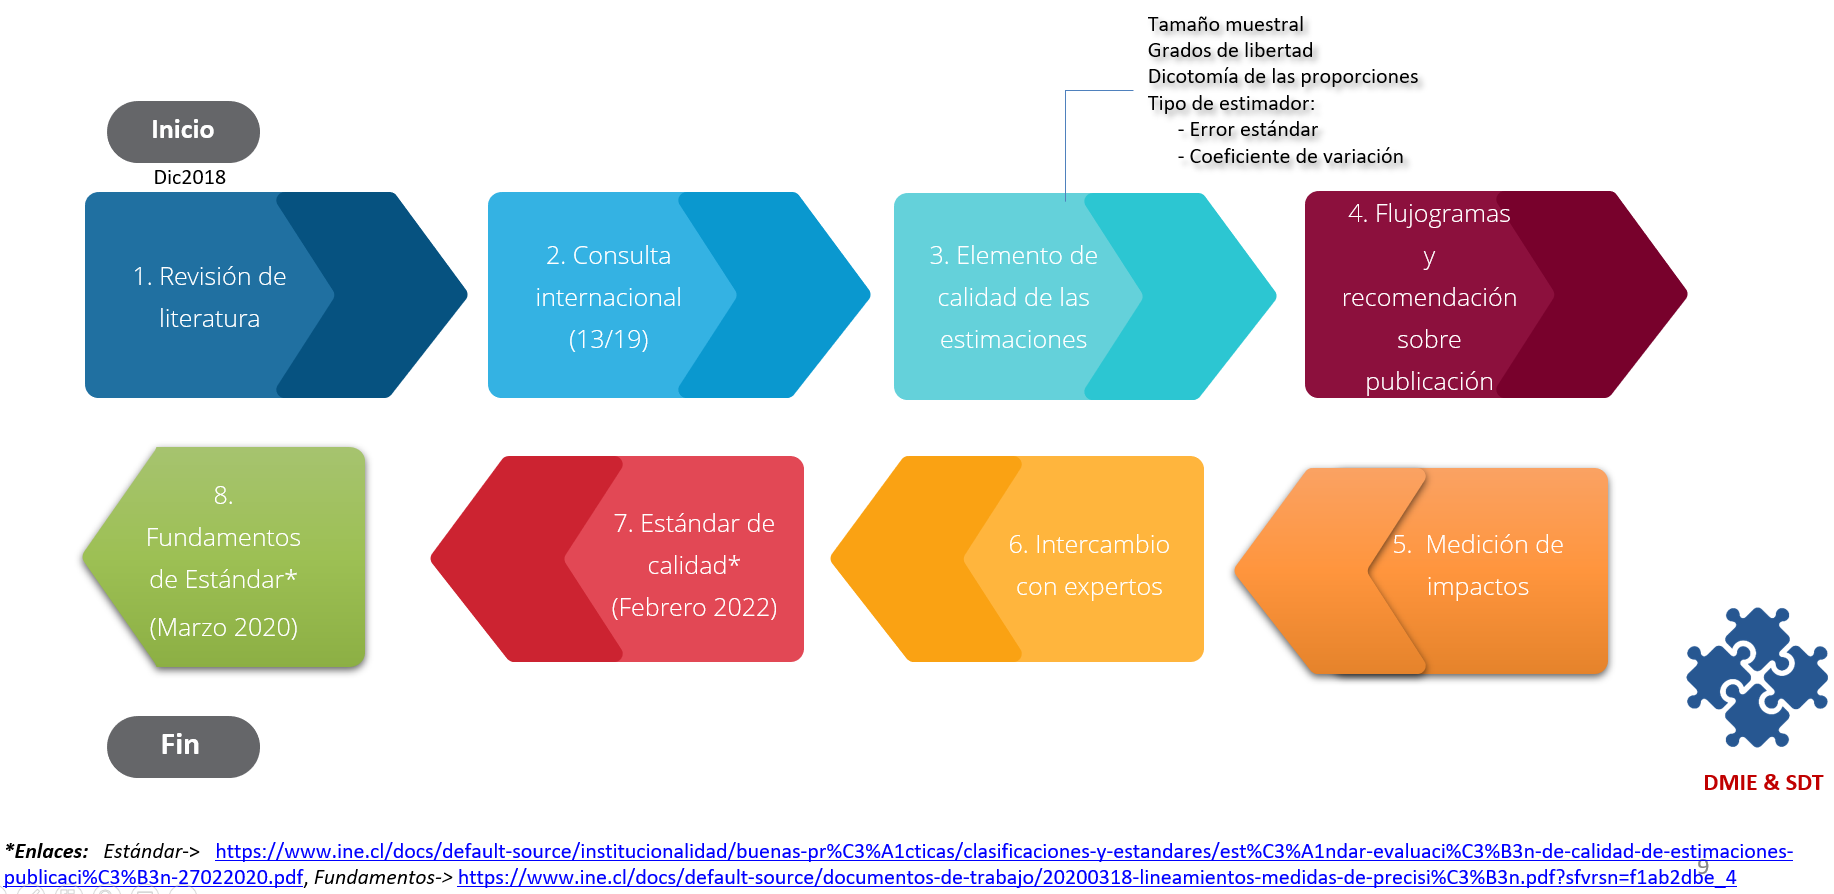 Tamaño muestral
Grados de libertad
Dicotomía de las proporciones
Tipo de estimador:
- Error estándar
- Coeficiente de variación
Inicio
Dic2018
1. Revisión de
literatura
2. Consulta
internacional
(13/19)
3. Elemento de
calidad de las
estimaciones
4. Flujogramas
y
recomendación
sobre
publicación
8.
Fundamentos
de Estándar*
(Marzo 2020)
7. Estándar de
calidad*
(Febrero 2022)
6. Intercambio
con expertos
5. Medición de
impactos
Fin
DMIE & SDT
*Enlaces: Estándar-> https://www.ine.cl/docs/default-source/institucionalidad/buenas-pr%C3%A1cticas/clasificaciones-y-estandares/est%C3%A1ndar-evaluaci%C3%B3n-de-calidad-de-estimaciones-
publicaci%C3%B3n-27022020.pdf, Fundamentos-> https://www.ine.cl/docs/default-source/documentos-de-trabajo/20200318-lineamientos-medidas-de-precisi%C3%B3n.pdf?sfvrsn=f1ab2dbe_4
9